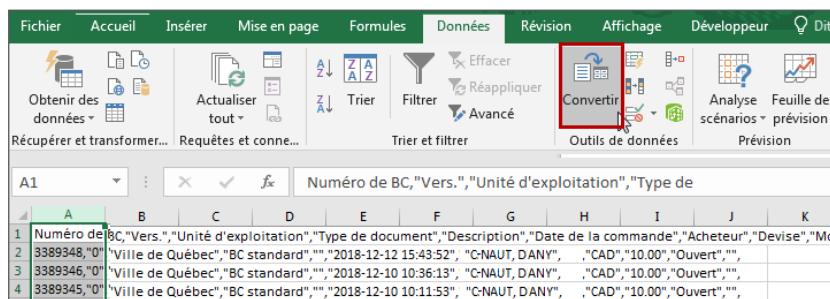 Fichier Accueil Insérer Mise en page Formules Données Révision Affichage Développeur Dit
Obtenir des données
Actualiser tout
Trier
Filtrer
Effacer
Réappliquer
Avancé
Convertir
Analyse scénarios
Feuille de prévision
Récupérer et transformer... Requêtes et conne... Trier et filtrer Outils de données Prévision
A1 fx Numéro de BC,"Vers.","Unité d'exploitation","Type de
A B C D E F G H I J K
1 Numéro de BC,"Vers.","Unité d'exploitation","Type de document","Description","Date de la commande","Acheteur","Devise","Mo
2 3389348,"0" "Ville de Québec","BC standard","","2018-12-12 15:43:52", "C-NAUT, DANY", ,"CAD","10.00","Ouvert","",
3 3389346,"0" "Ville de Québec","BC standard","","2018-12-10 10:36:13", "C-NAUT, DANY", ,"CAD","10.00","Ouvert","",
4 3389345,"0" "Ville de Québec","BC standard","","2018-12-10 10:11:53", "C-NAUT, DANY", ,"CAD","10.00","Ouvert","",